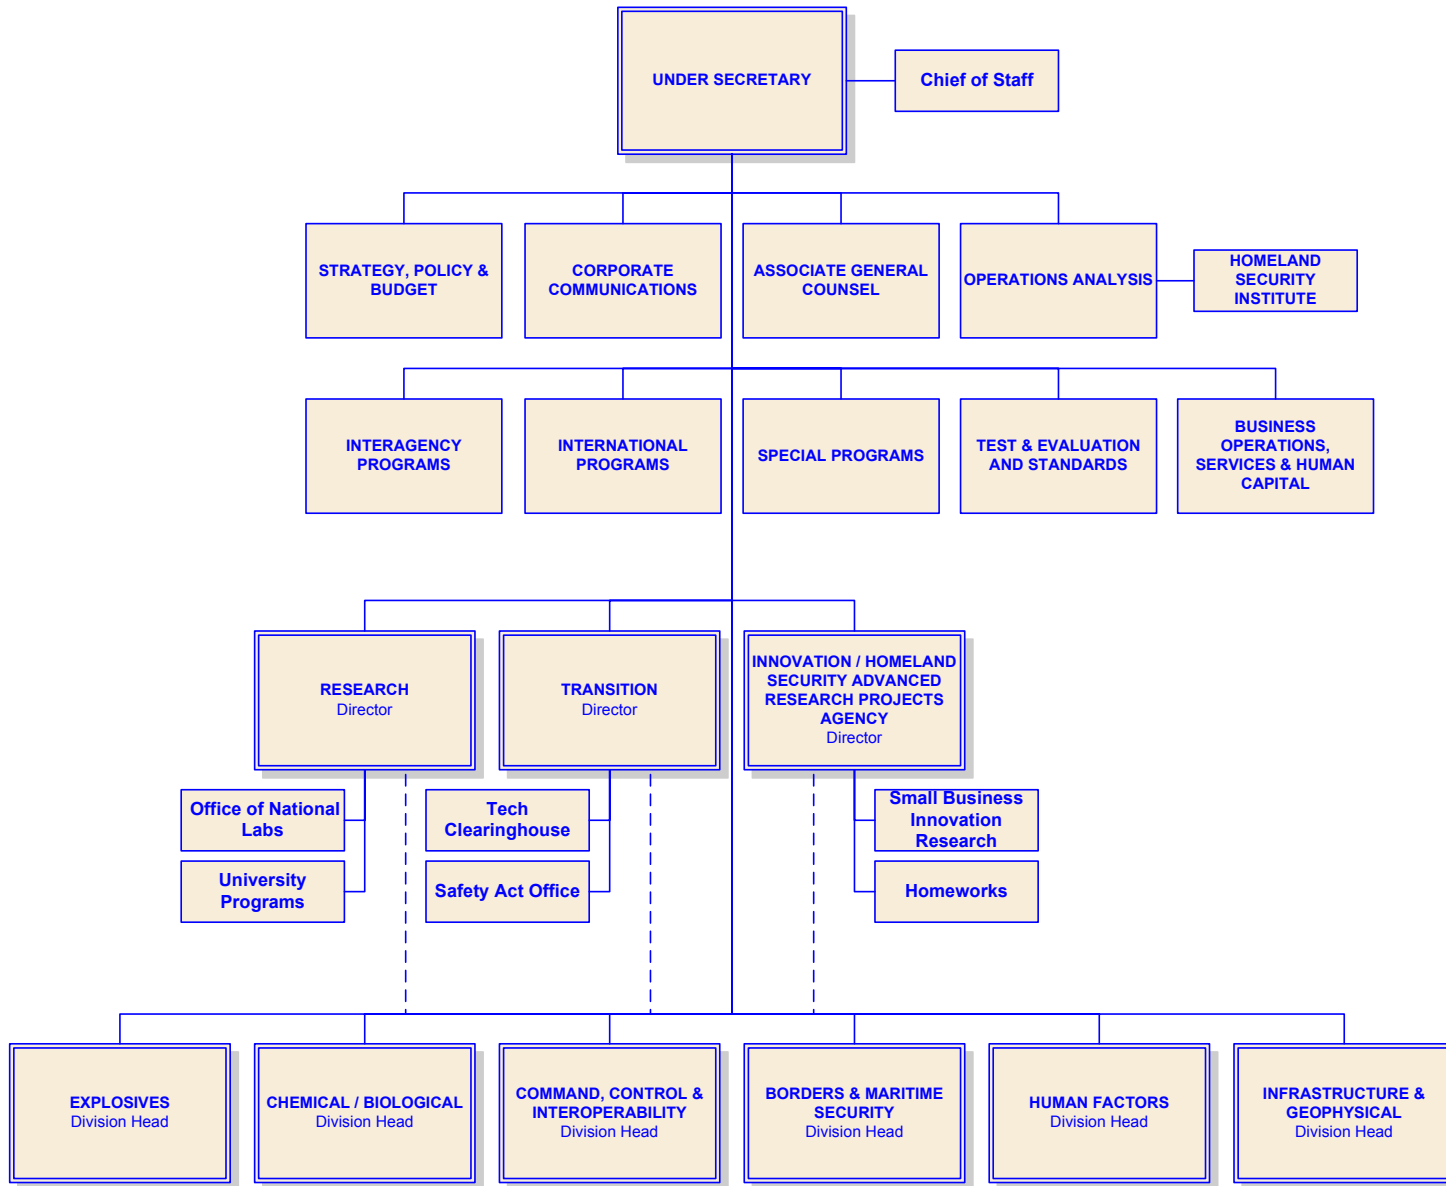 UNDER SECRETARY
Chief of Staff
STRATEGY, POLICY &
BUDGET
CORPORATE
COMMUNICATIONS
ASSOCIATE GENERAL
COUNSEL
OPERATIONS ANALYSIS
HOMELAND
SECURITY
INSTITUTE
INTERAGENCY
PROGRAMS
INTERNATIONAL
PROGRAMS
SPECIAL PROGRAMS
TEST & EVALUATION
AND STANDARDS
BUSINESS
OPERATIONS,
SERVICES & HUMAN
CAPITAL
RESEARCH
Director
TRANSITION
Director
INNOVATION / HOMELAND
SECURITY ADVANCED
RESEARCH PROJECTS
AGENCY
Director
Office of National
Labs
Tech
Clearinghouse
Small Business
Innovation
Research
University
Programs
Safety Act Office
Homeworks
EXPLOSIVES
Division Head
CHEMICAL / BIOLOGICAL
Division Head
COMMAND, CONTROL &
INTEROPERABILITY
Division Head
BORDERS & MARITIME
SECURITY
Division Head
HUMAN FACTORS
Division Head
INFRASTRUCTURE &
GEOPHYSICAL
Division Head